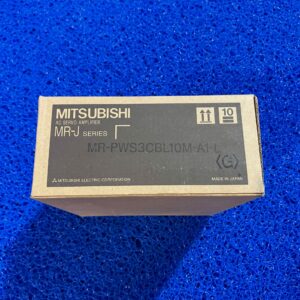 MITSUBISHI
AC SERVO AMPLIFIER
MR-J SERIES
10
MR-PWS3CBL10M-A1-L
G
MITSUBISHI ELECTRIC CORPORATION
MADE IN JAPAN